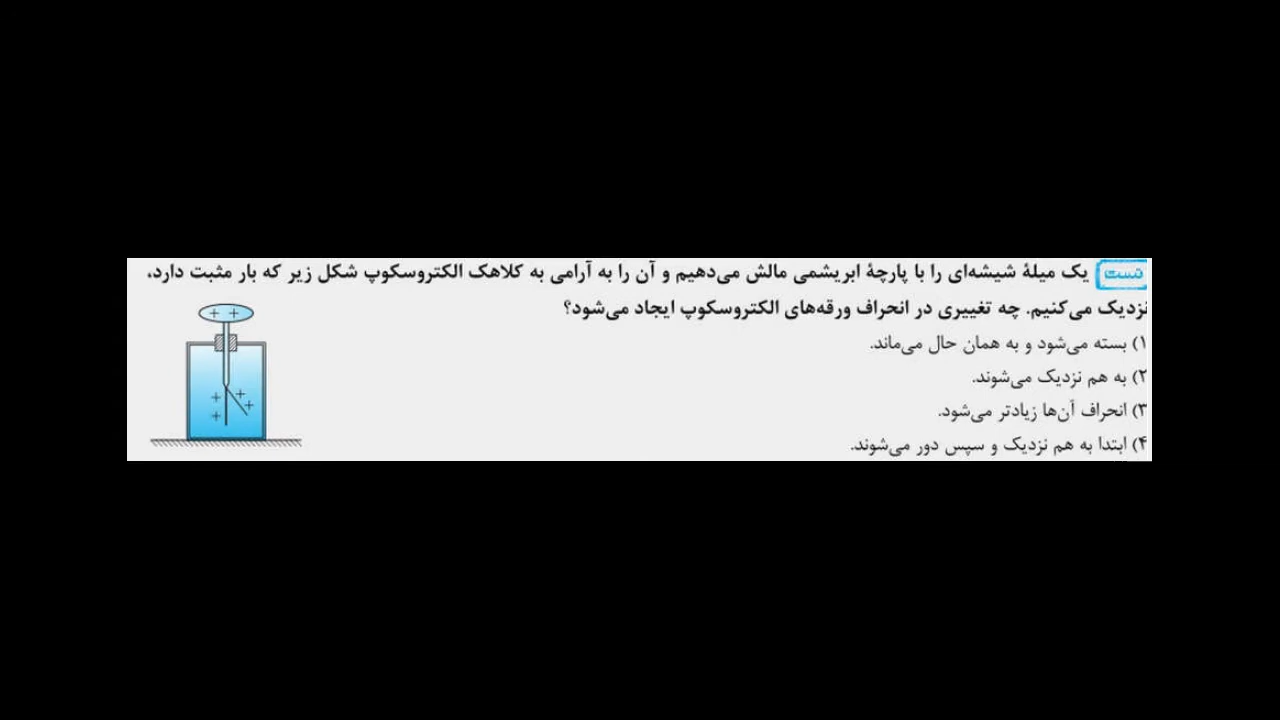 تست یک میلهٔ شیشه‌ای را با پارچهٔ ابریشمی مالش می‌دهیم و آن را به آرامی به کلاهک الکتروسکوپ شکل زیر که بار مثبت دارد،
نزدیک می‌کنیم. چه تغییری در انحراف ورقه‌های الکتروسکوپ ایجاد می‌شود؟
۱) بسته می‌شود و به همان حال می‌ماند.
۲) به هم نزدیک می‌شوند.
۳) انحراف آن‌ها زیادتر می‌شود.
۴) ابتدا به هم نزدیک و سپس دور می‌شوند.
+ +
+ +
+ +